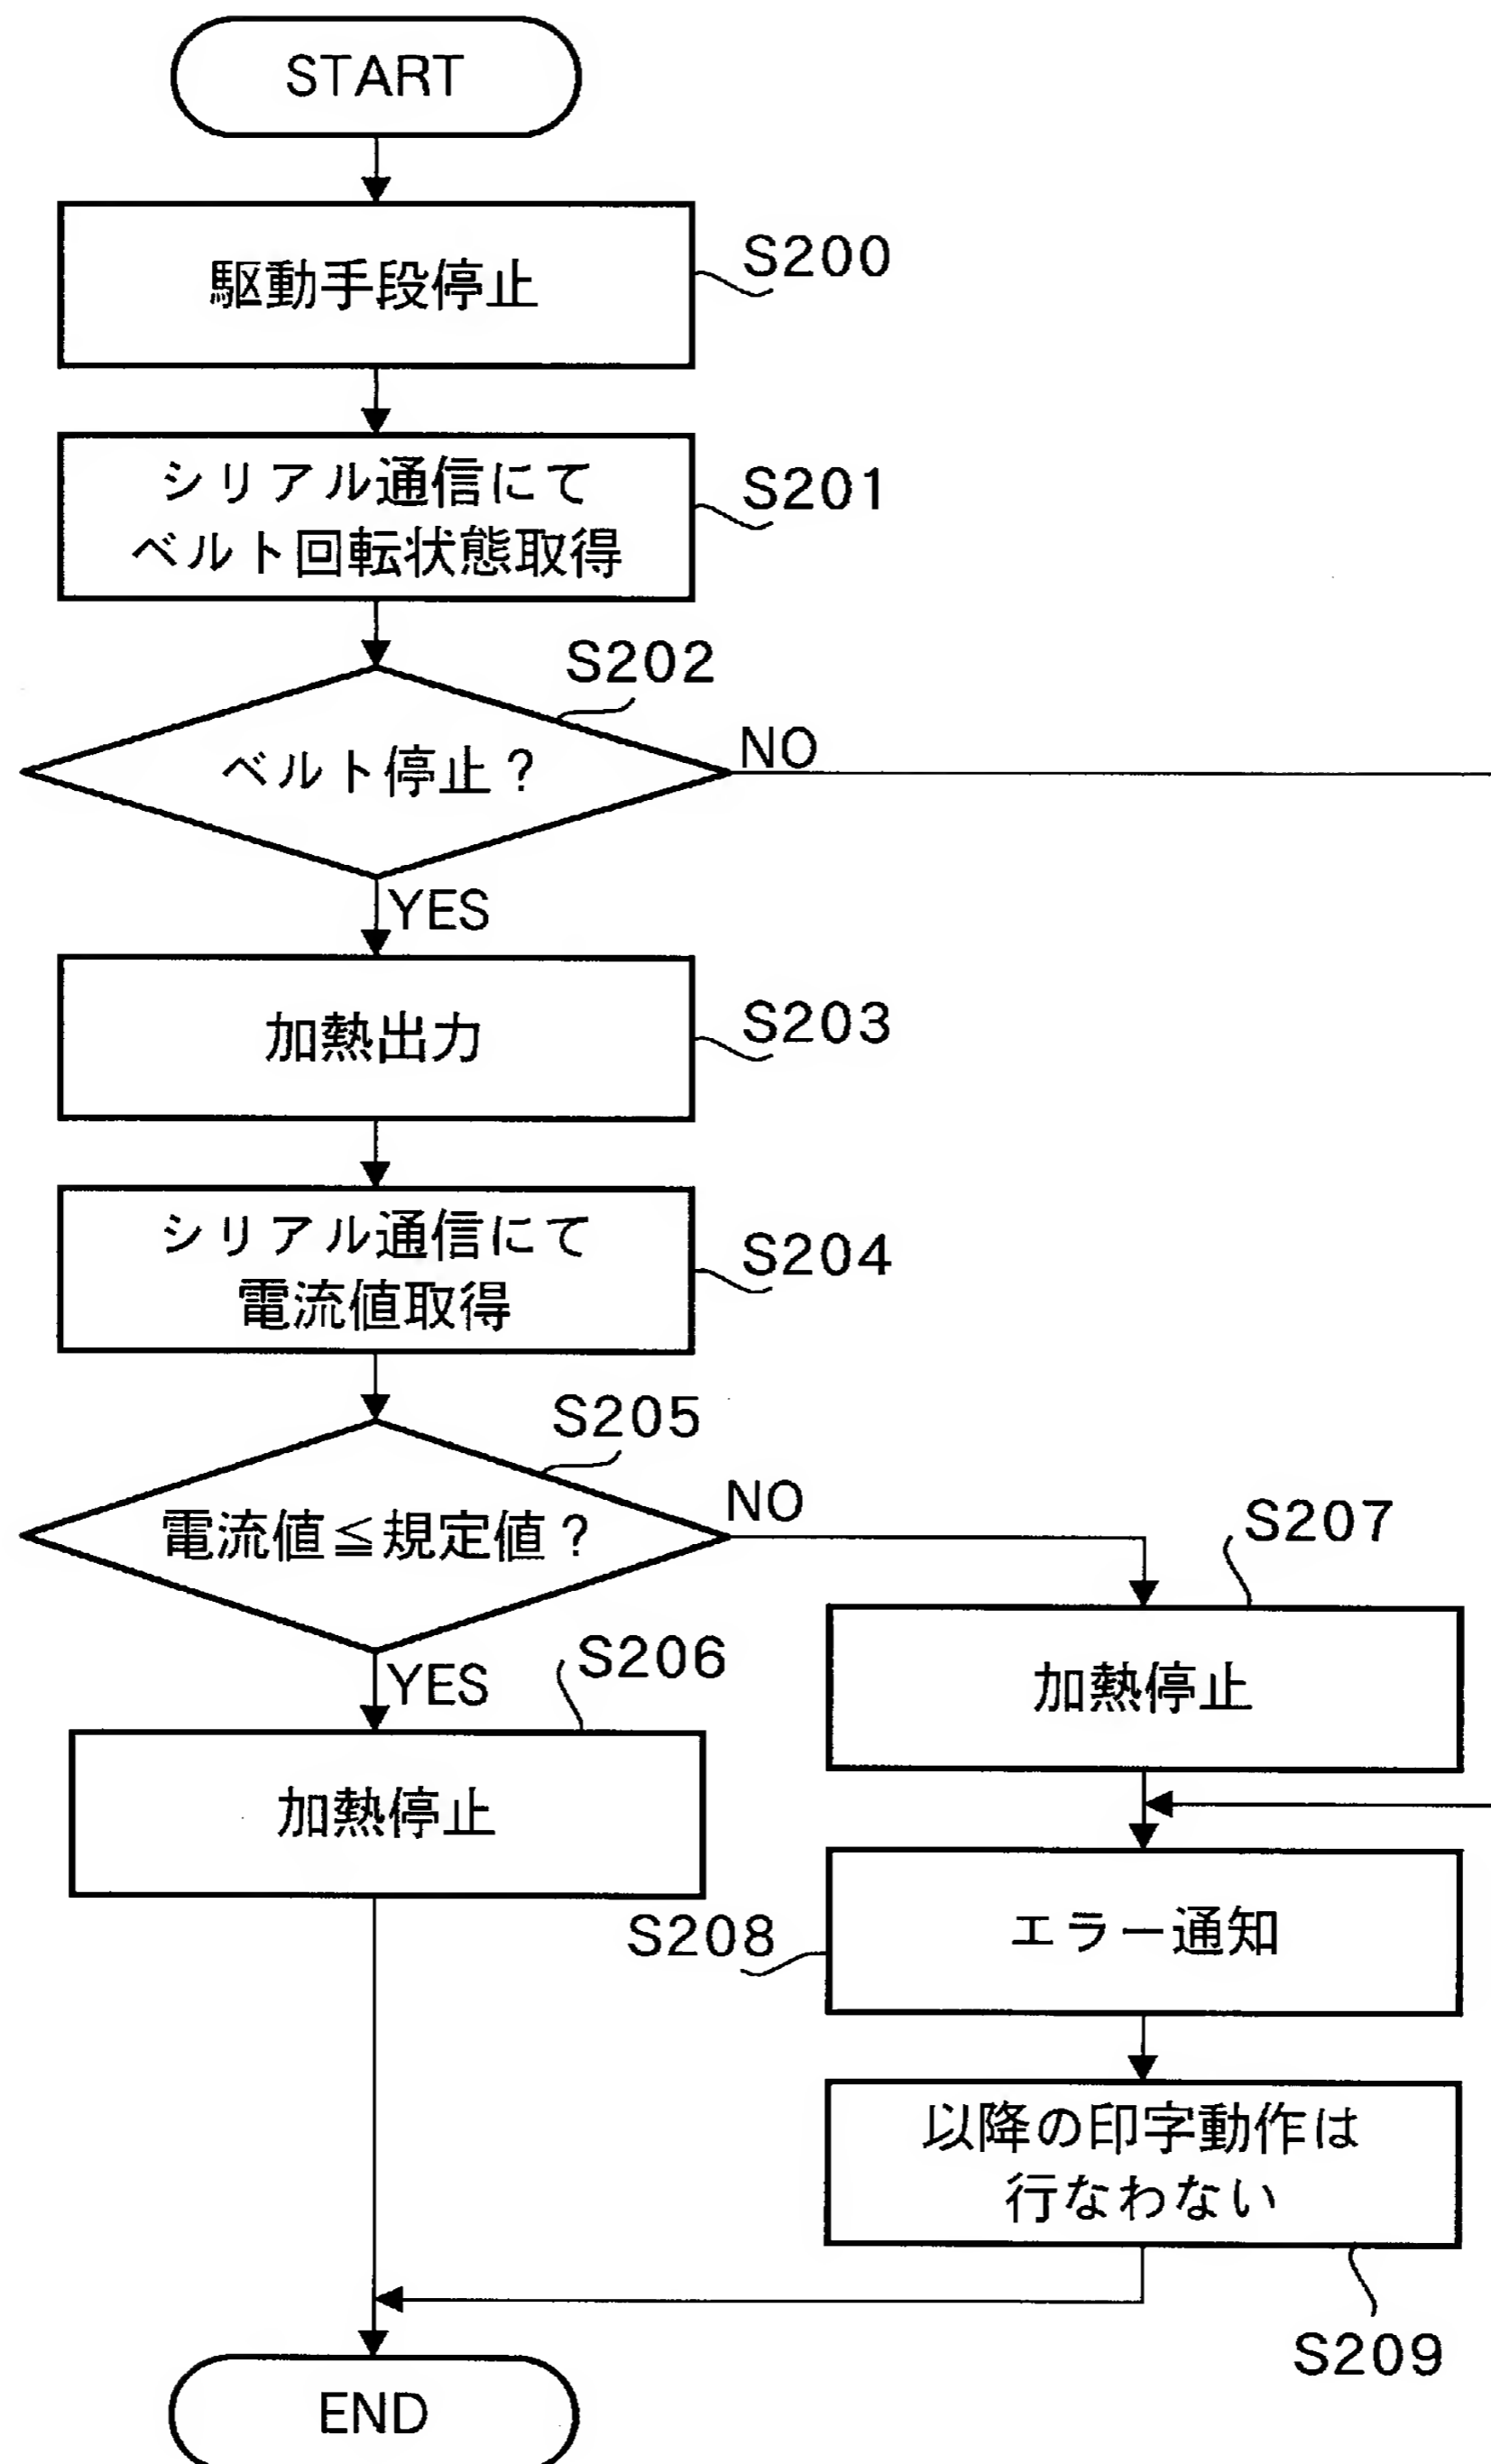 START
駆動手段停止
S200
シリアル通信にて
ベルト回転状態取得
S201
S202
ベルト停止？
NO
YES
加熱出力
S203
シリアル通信にて
電流値取得
S204
S205
電流値≦規定値？
NO
YES
S207
加熱停止
S206
加熱停止
S208
エラー通知
以降の印字動作は
行なわない
S209
END